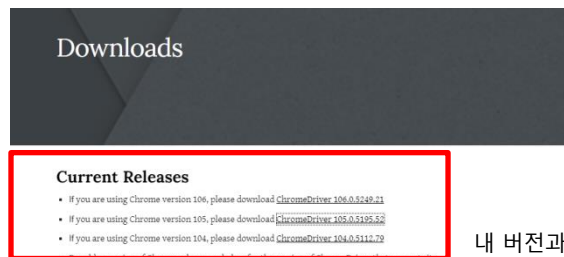 Downloads
Current Releases
If you are using Chrome version 106, please download ChromeDriver 106.0.5249.21
If you are using Chrome version 105, please download ChromeDriver 105.0.5195.52
If you are using Chrome version 104, please download ChromeDriver 104.0.5112.79
내 버전과